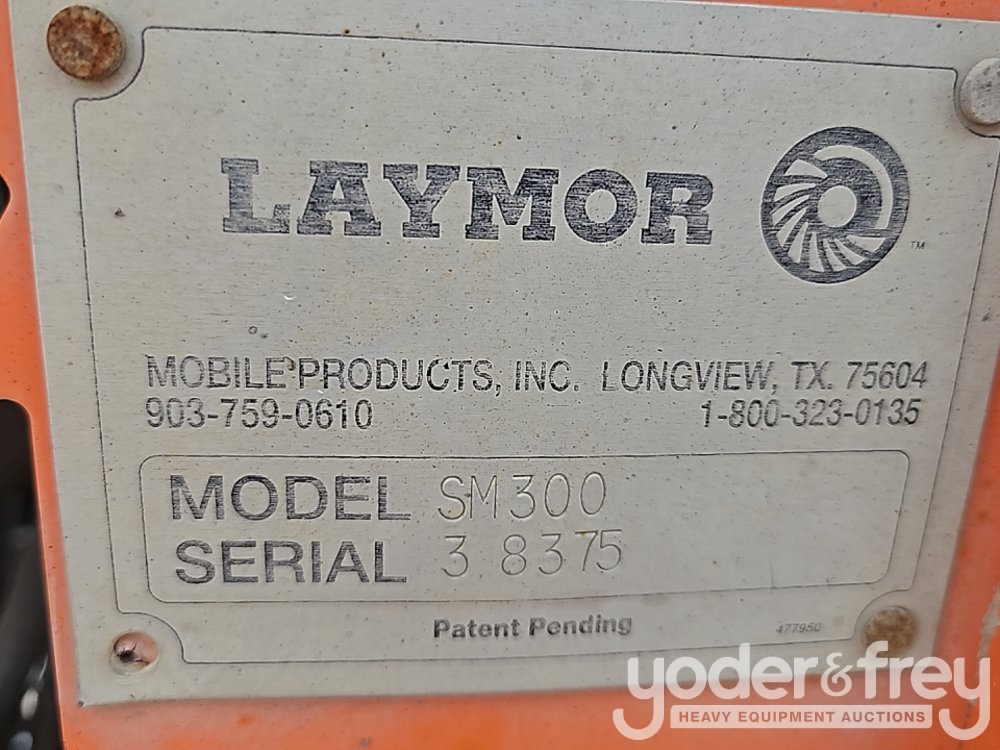 LAYMOR
TM
MOBILE PRODUCTS, INC. LONGVIEW, TX. 75604
903-759-0610 1-800-323-0135
MODEL SM300
SERIAL 3 8375
Patent Pending 477950
yoder&frey
HEAVY EQUIPMENT AUCTIONS